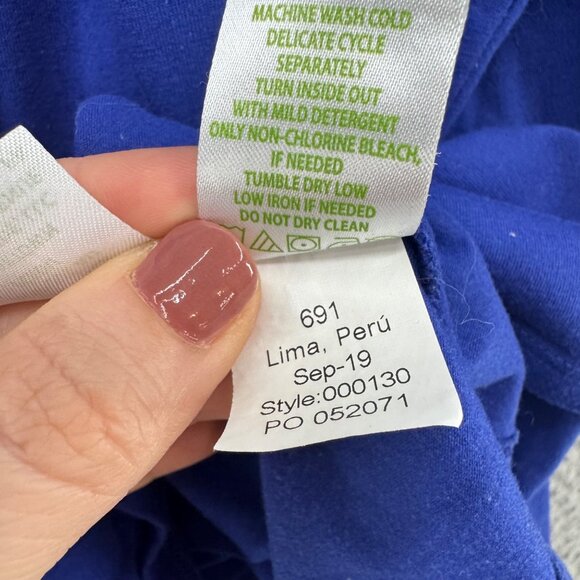 MACHINE WASH COLD
DELICATE CYCLE
SEPARATELY
TURN INSIDE OUT
WITH MILD DETERGENT
ONLY NON-CHLORINE BLEACH,
IF NEEDED
TUMBLE DRY LOW
LOW IRON IF NEEDED
DO NOT DRY CLEAN
691
Lima, Perú
Sep-19
Style:000130
PO 052071